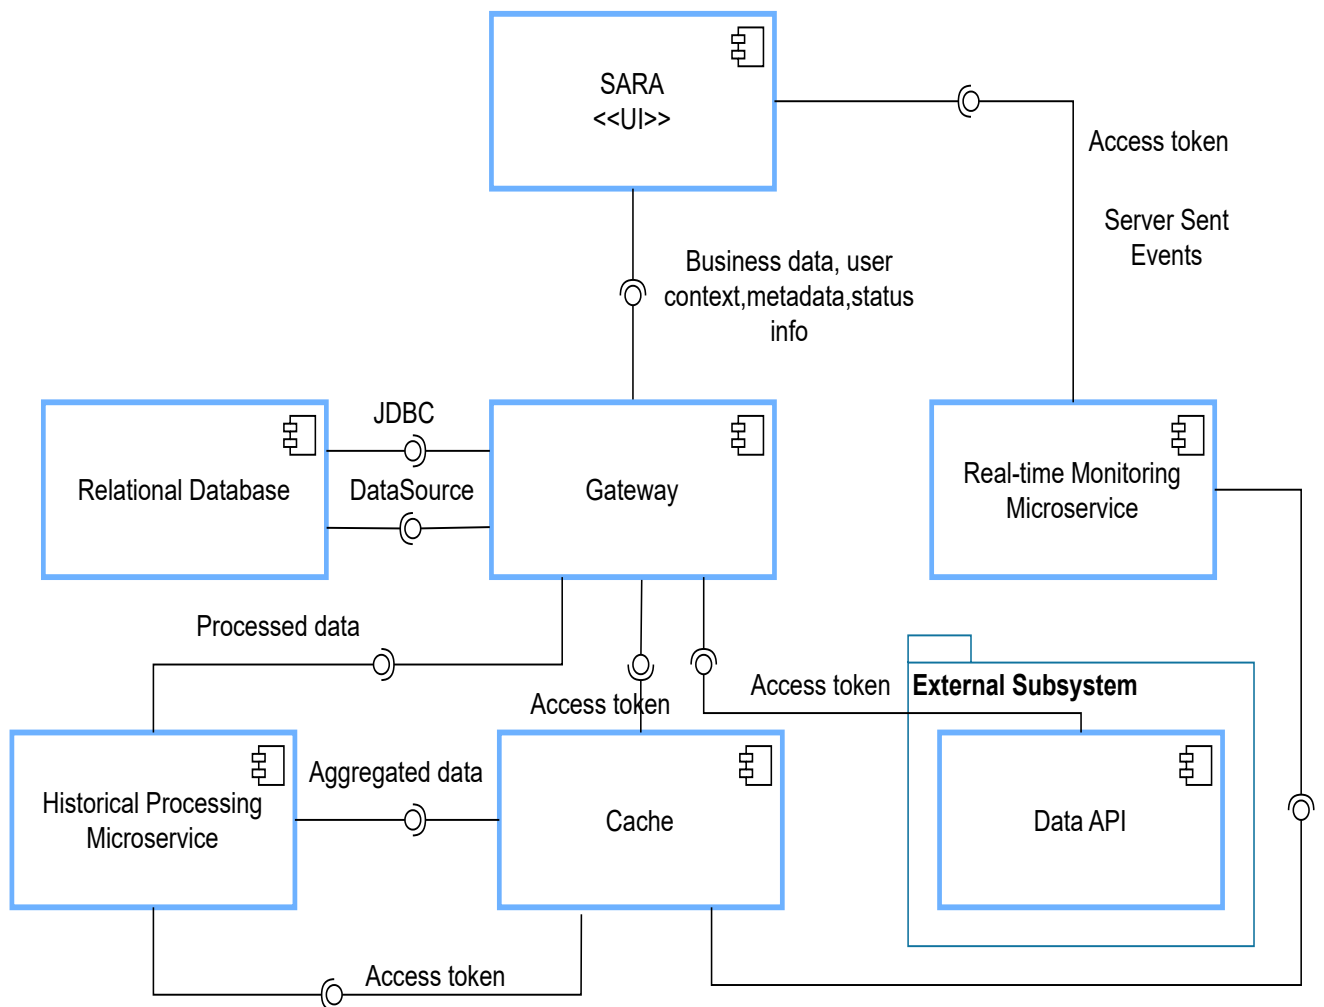 SARA
<<UI>>
Access token
Server Sent
Events
Business data, user
context,metadata,status
info
JDBC
Relational Database
DataSource
Gateway
Real-time Monitoring
Microservice
Processed data
Access token
Access token
External Subsystem
Historical Processing
Microservice
Aggregated data
Cache
Data API
Access token